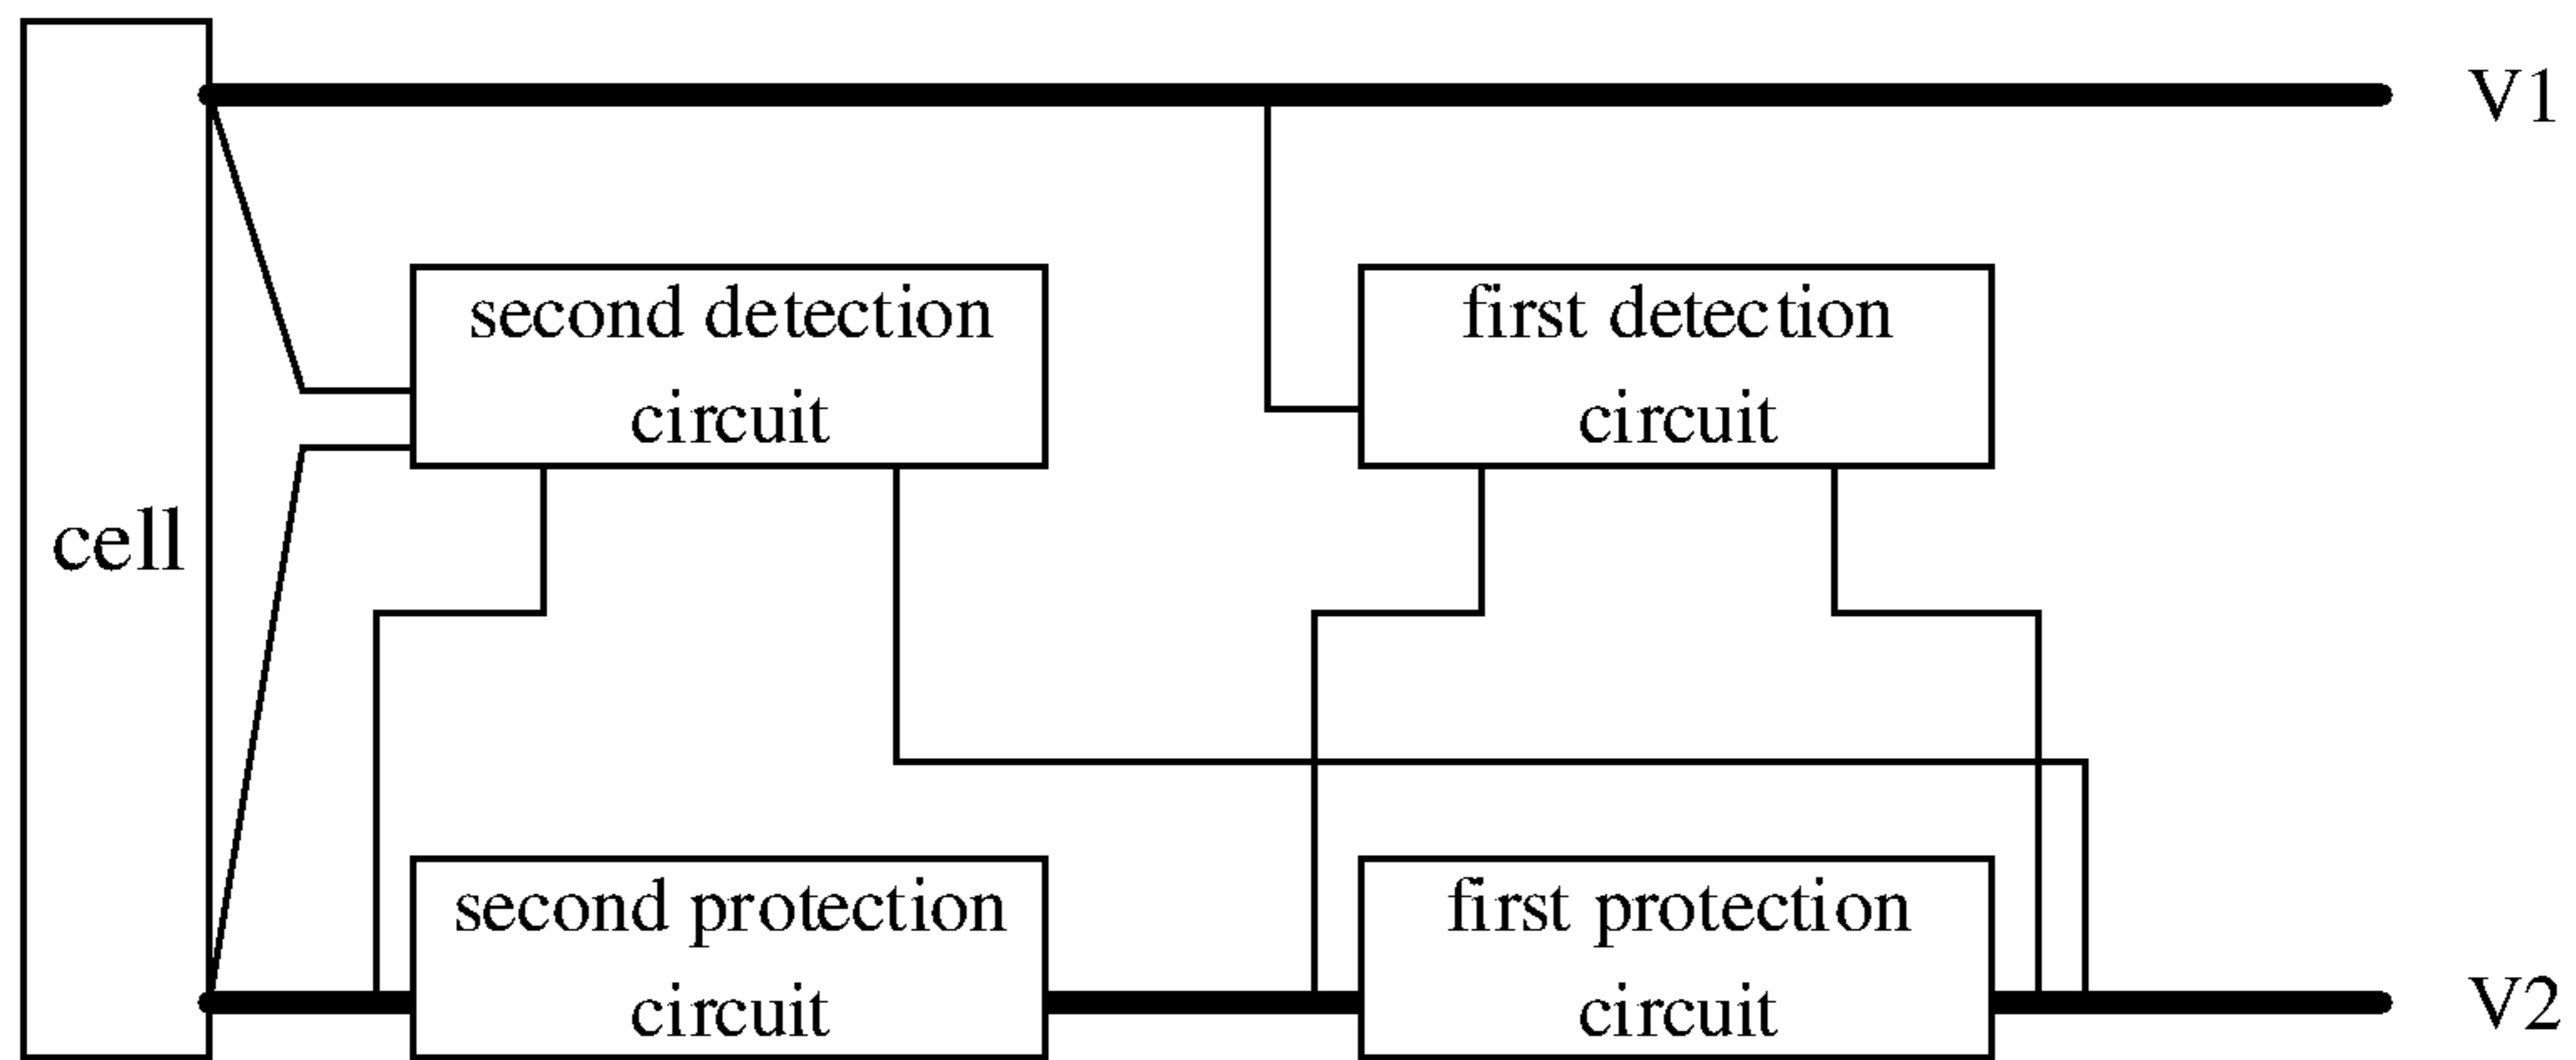 V1
second detection
circuit
first detection
circuit
cell
second protection
circuit
first protection
circuit
V2